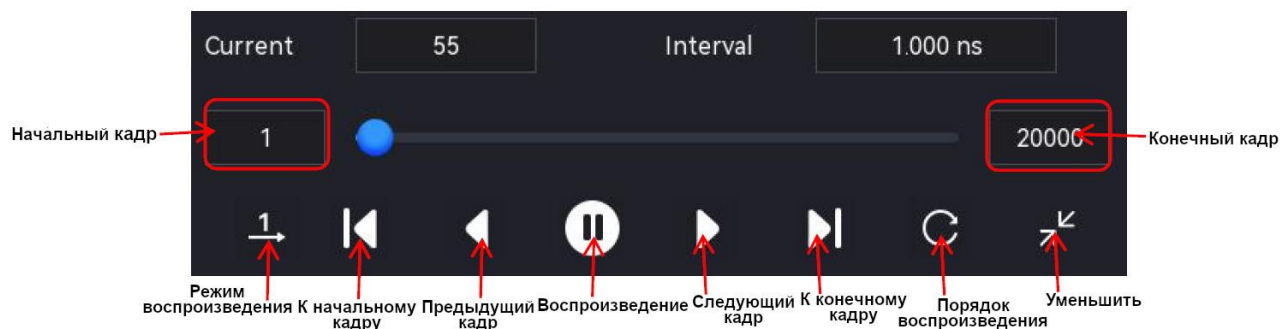 Current 55 Interval 1.000 ns
Начальный кадр 1 20000 Конечный кадр
1
Режим воспроизведения
К начальному кадру
Предыдущий кадр
Воспроизведение
Следующий кадр
К конечному кадру
Порядок воспроизведения
Уменьшить